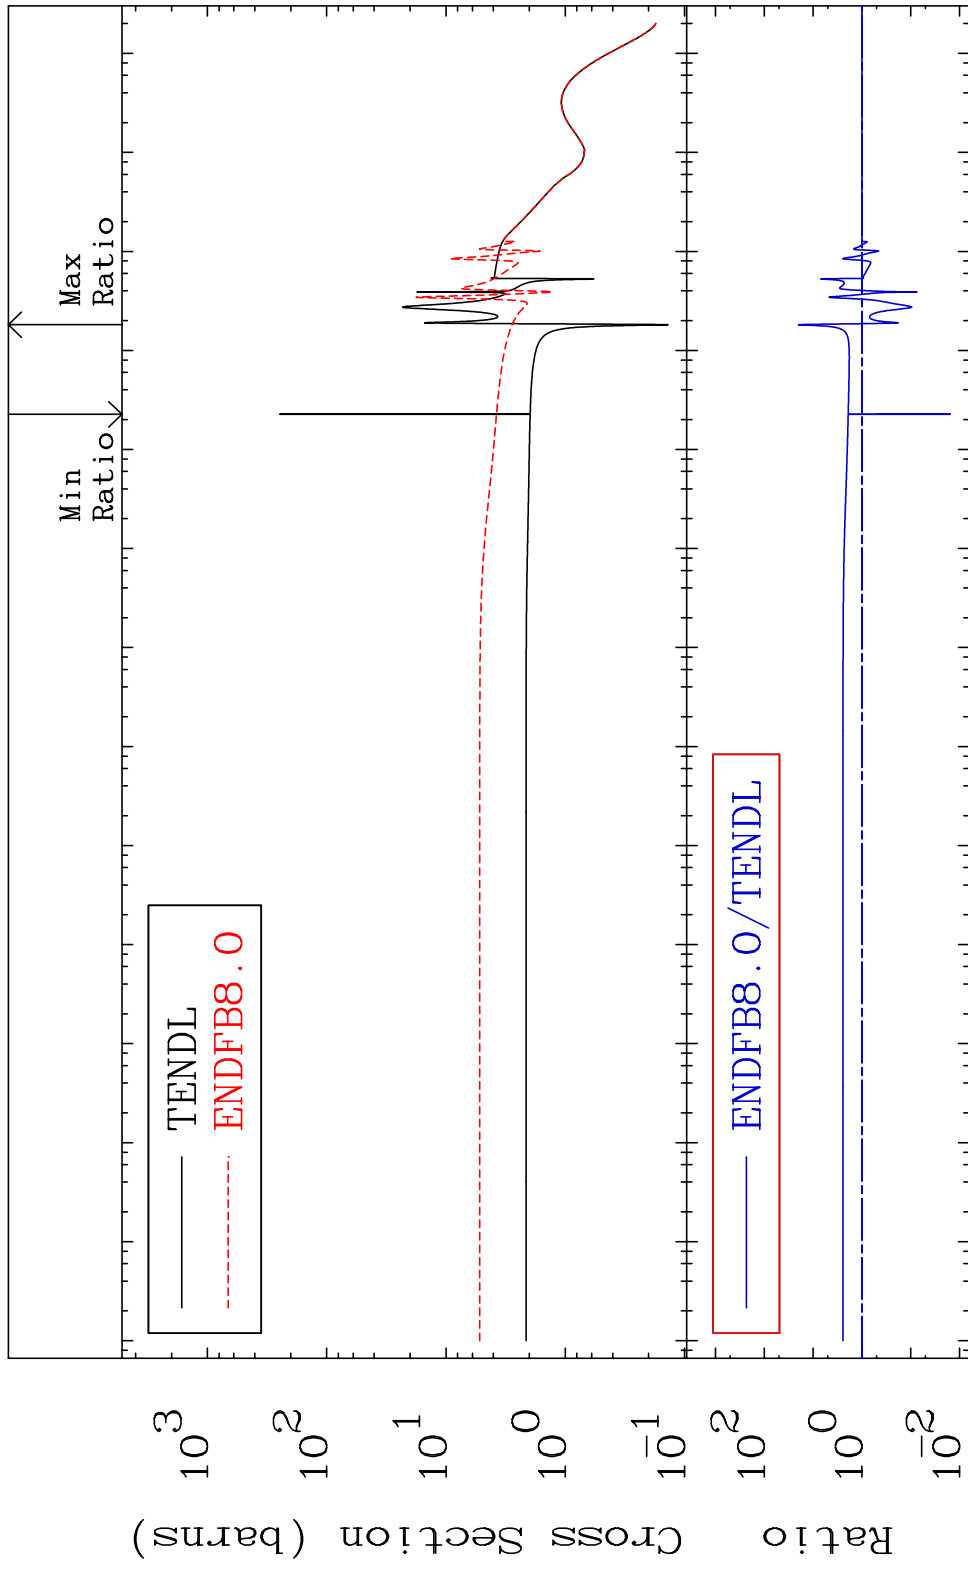 Min
Ratio
Max
Ratio
10 3
10 2
10 1
10 0
10 -1
Cross Section (barns)
TENDL
ENDFB8.0
10 2
10 0
10 -2
Ratio
ENDFB8.0/TENDL